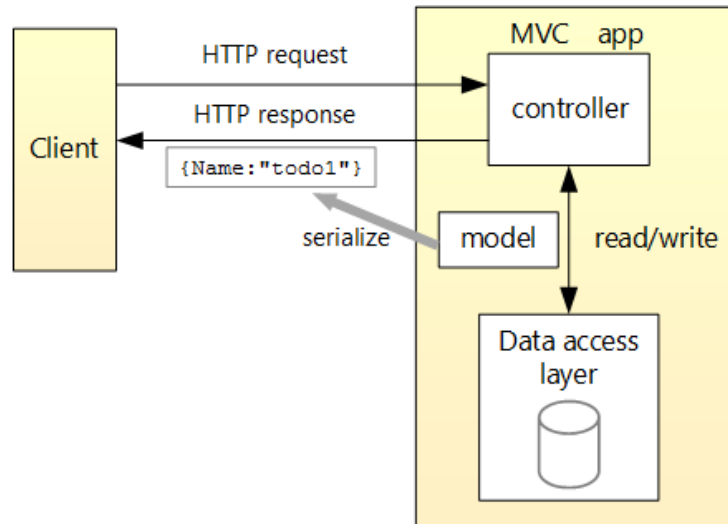 MVC app
HTTP request
controller
HTTP response
Client
{Name:"todo1"}
serialize
model
read/write
Data access
layer